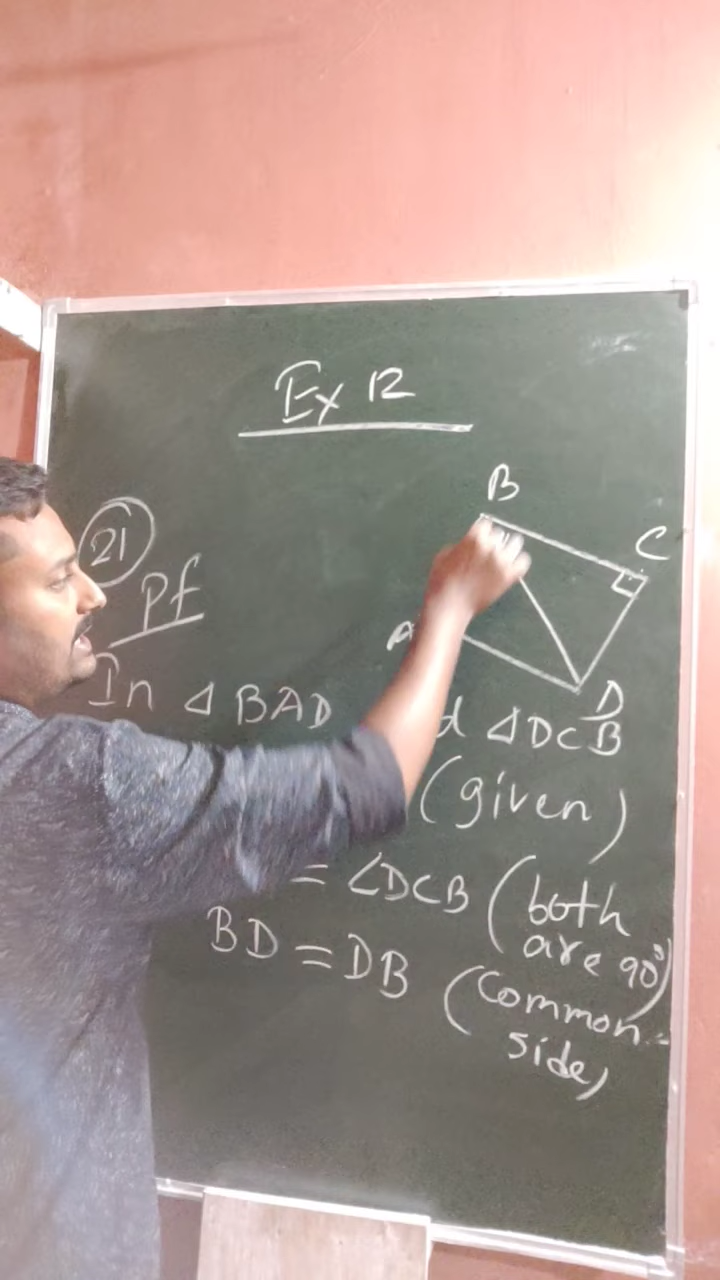 Ex 12
21
Pf
B
C
A
D
In ⊿ BAD d ⊿DCB
(given)
= ∠DCB (both are 90°)
BD = DB (Common side)